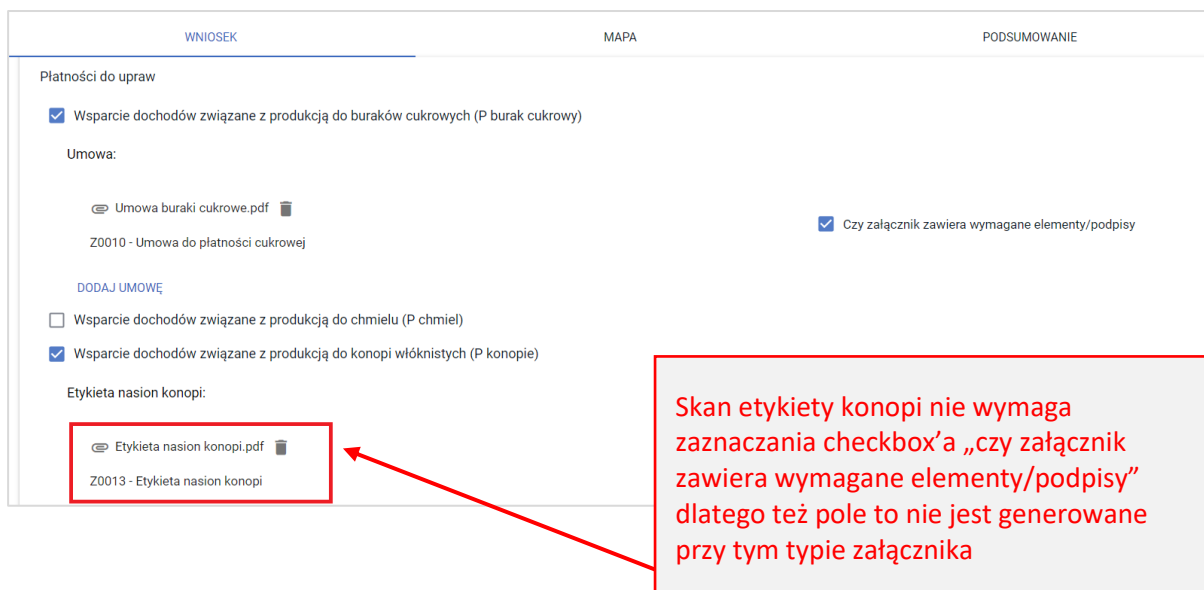 WNIOSEK
MAPA
PODSUMOWANIE
Płatności do upraw
Wsparcie dochodów związane z produkcją do buraków cukrowych (P burak cukrowy)
Umowa:
Umowa buraki cukrowe.pdf
Czy załącznik zawiera wymagane elementy/podpisy
Z0010 - Umowa do płatności cukrowej
DODAJ UMOWĘ
Wsparcie dochodów związane z produkcją do chmielu (P chmiel)
Wsparcie dochodów związane z produkcją do konopi włóknistych (P konopie)
Etykieta nasion konopi:
Etykieta nasion konopi.pdf
Z0013 - Etykieta nasion konopi
Skan etykiety konopi nie wymaga
zaznaczania checkbox’a „czy załącznik
zawiera wymagane elementy/podpisy”
dlatego też pole to nie jest generowane
przy tym typie załącznika